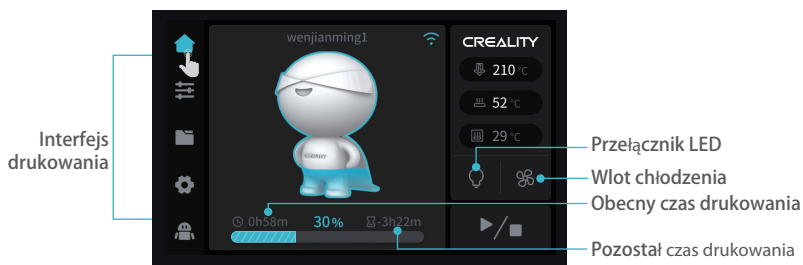 wenjianming1
CREALITY
210 °C
52 °C
29 °C
CREALITY
Interfejs
drukowania
Przełącznik LED
Wlot chłodzenia
Obecny czas drukowania
0h58m 30% -3h22m
Pozostał czas drukowania